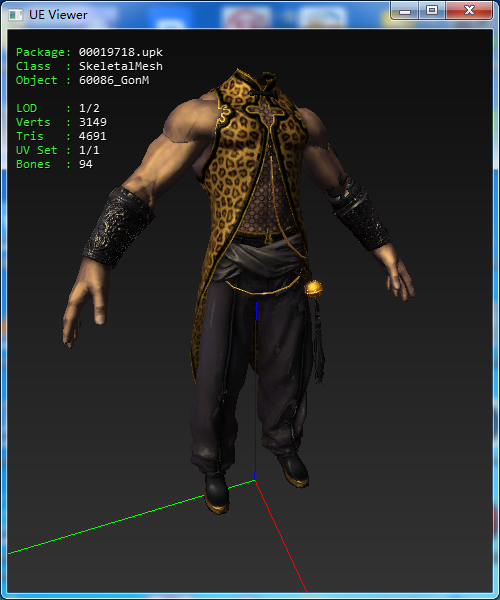 UE Viewer
Package: 00019718.upk
Class : SkeletalMesh
Object : 60086_GonM
LOD : 1/2
Verts : 3149
Tris : 4691
UV Set : 1/1
Bones : 94